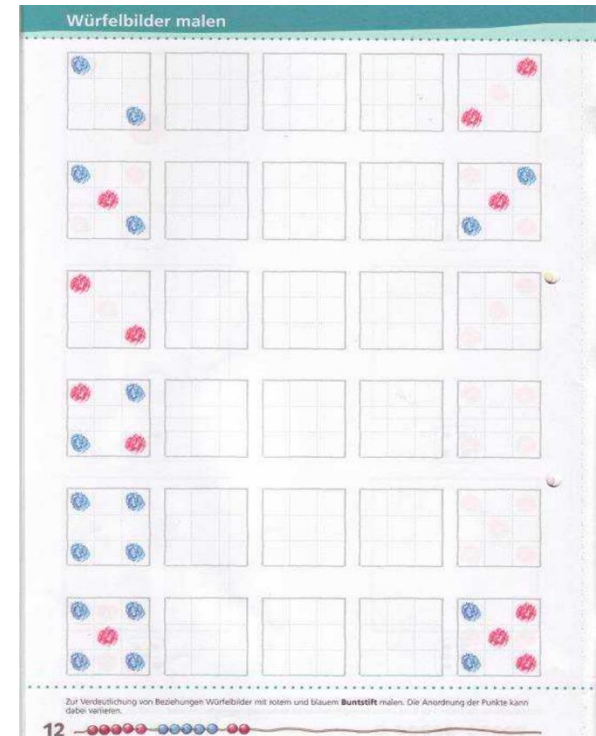 Würfelbilder malen
Zur Verdeutlichung von Beziehungen Würfelbilder mit rotem und blauem Buntstift malen. Die Anordnung der Punkte kann
dabei variieren.
12